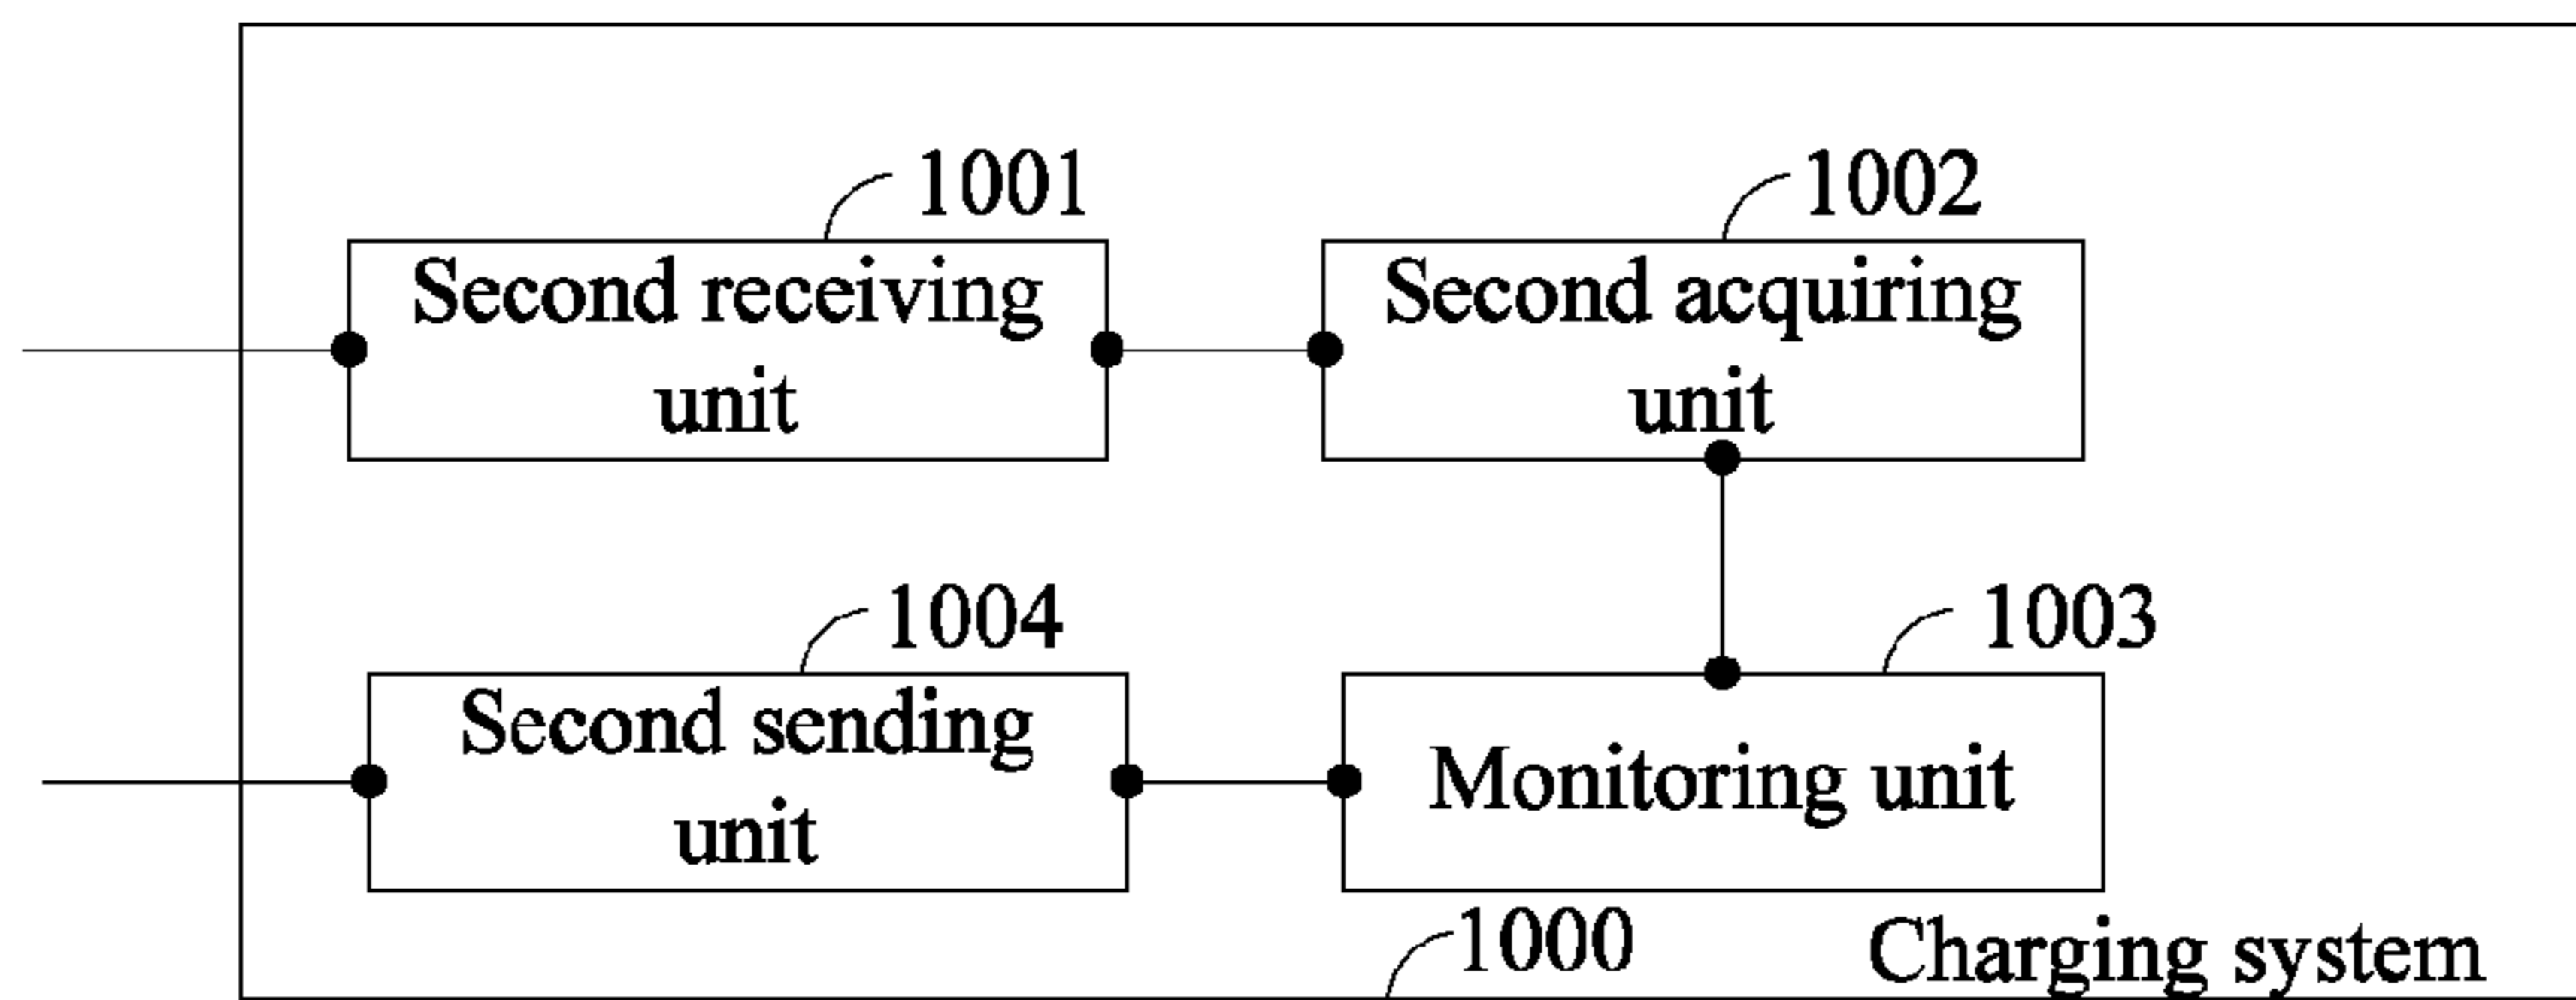 1001
1002
Second receiving
unit
Second acquiring
unit
1004
1003
Second sending
unit
Monitoring unit
1000
Charging system